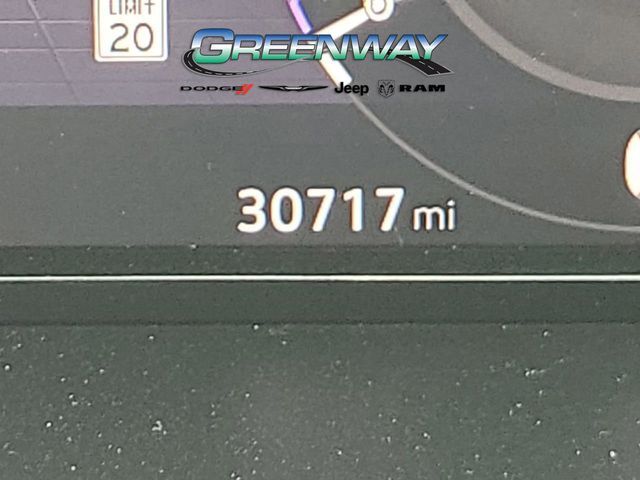 LIMIT
20
GREENWAY
DODGE Jeep RAM
30717 mi